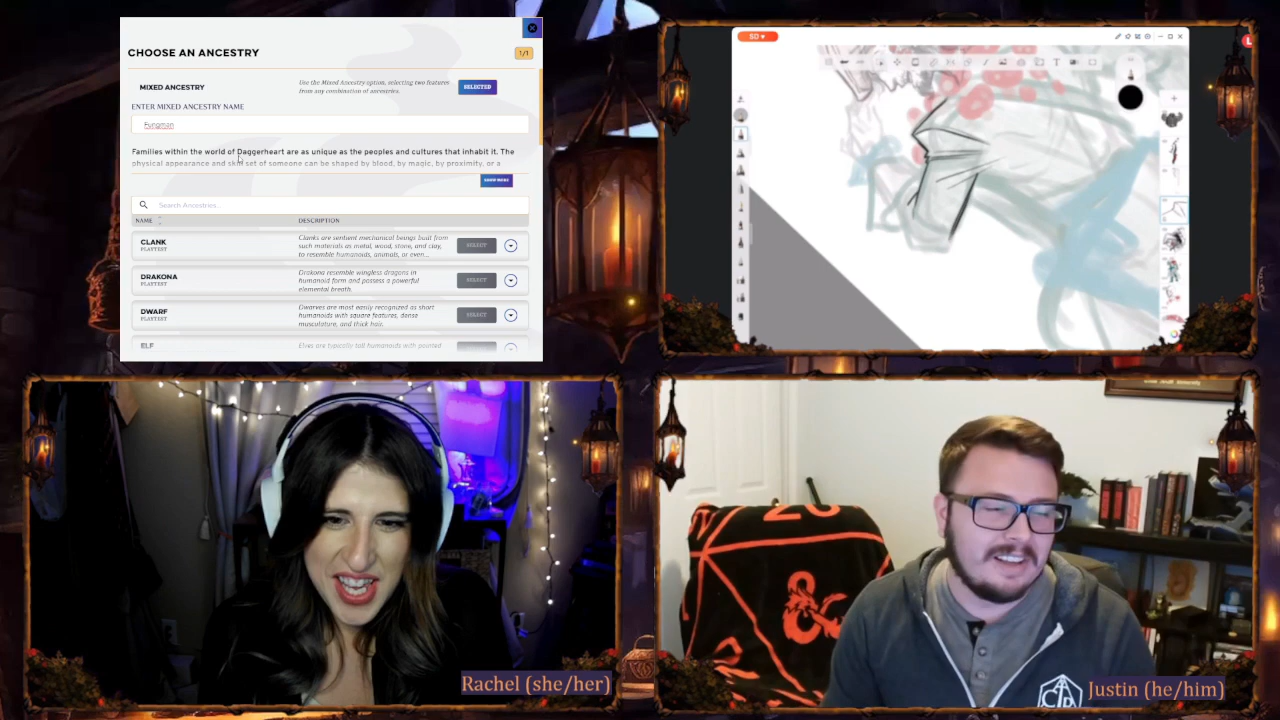 CHOOSE AN ANCESTRY
1/1
MIXED ANCESTRY
Use the Mixed Ancestry option, selecting two features
from any combination of ancestries.
SELECTED
ENTER MIXED ANCESTRY NAME
Fungman
Families within the world of Daggerheart are as unique as the peoples and cultures that inhabit it. The
physical appearance and skill set of someone can be shaped by blood, by magic, by proximity, or a
SHOW MORE
Search Ancestries...
NAME
DESCRIPTION
CLANK
PLAYTEST
Clanks are sentient mechanical beings built from
such materials as metal, wood, stone, and clay,
to resemble humanoids, animals, or even...
SELECT
DRAKONA
PLAYTEST
Drakona resemble wingless dragons in
humanoid form and possess a powerful
elemental breath.
SELECT
DWARF
PLAYTEST
Dwarves are most easily recognized as short
humanoids with square features, dense
musculature, and thick hair.
SELECT
ELF
Elves are typically tall humanoids with pointed
SD
L
20
Rachel (she/her)
Justin (he/him)